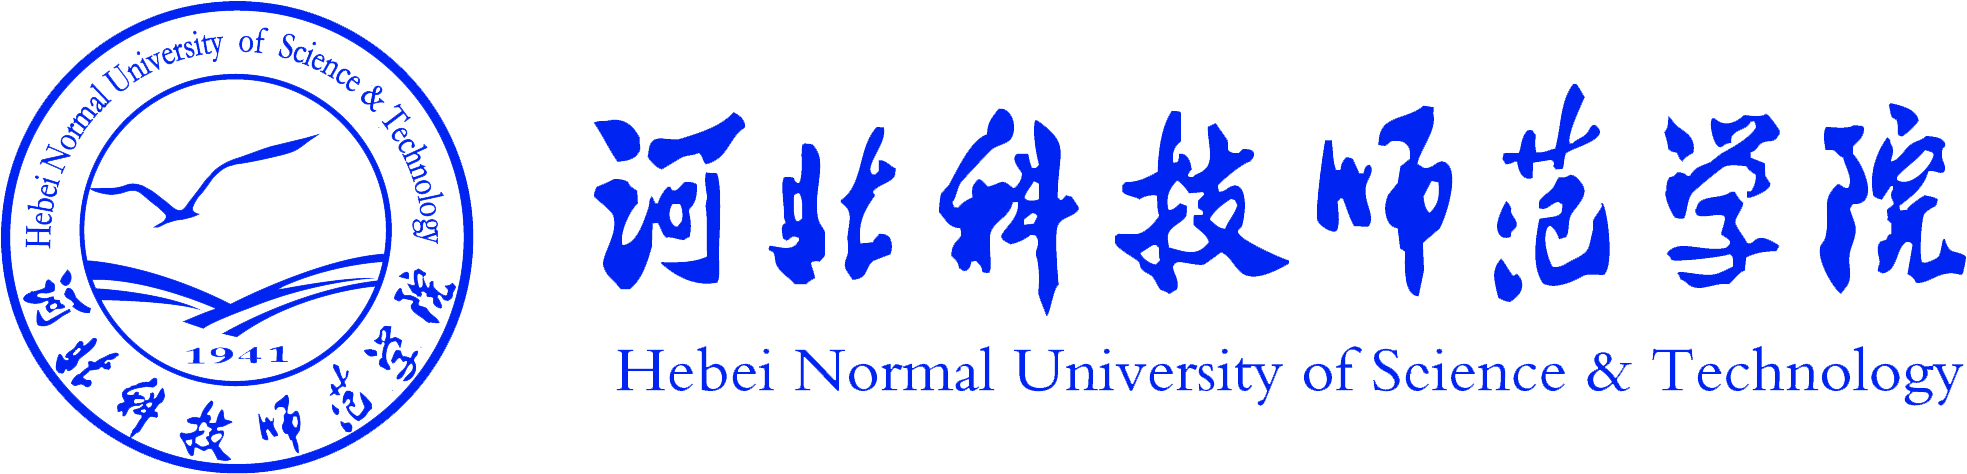 Hebei Normal University of Science & Technology
1941
河北科技师范学院
河北科技师范学院
Hebei Normal University of Science & Technology